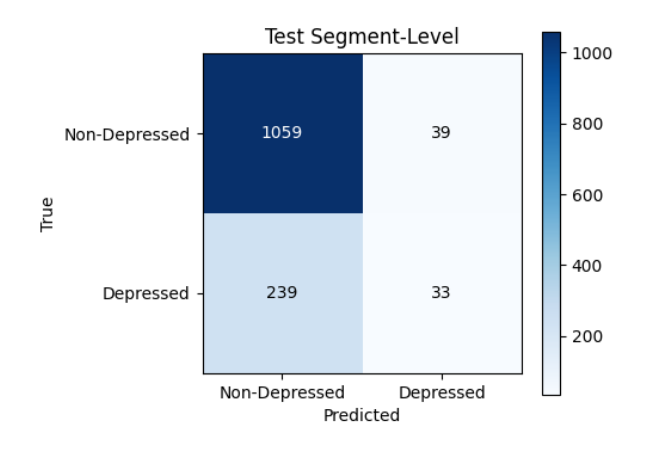 Test Segment-Level
Non-Depressed
1059
39
Depressed
239
33
True
Non-Depressed
Depressed
Predicted
1000
800
600
400
200